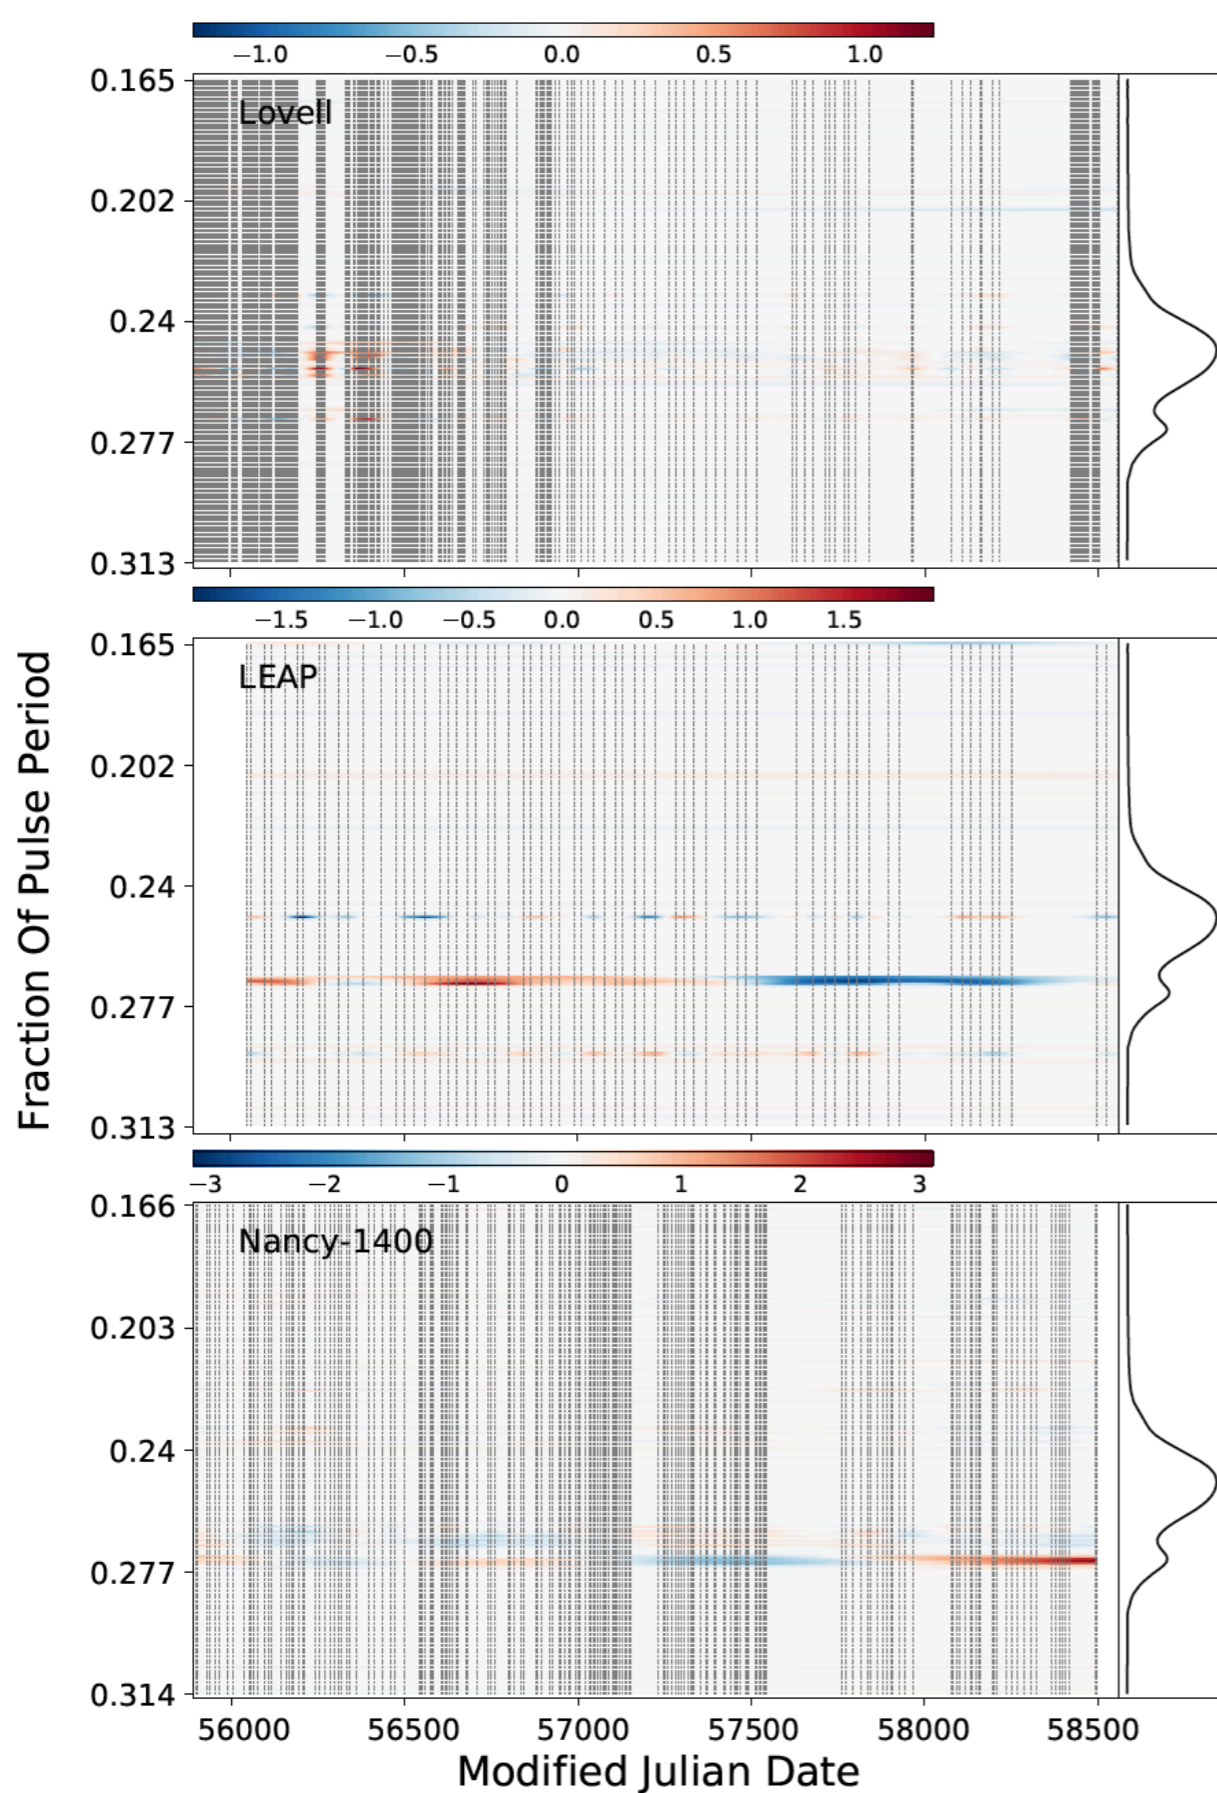 −1.0 −0.5 0.0 0.5 1.0
0.165
Lovell
0.202
0.24
0.277
0.313
−1.5 −1.0 −0.5 0.0 0.5 1.0 1.5
0.165
LEAP
0.202
0.24
0.277
0.313
Fraction Of Pulse Period
−3 −2 −1 0 1 2 3
0.166
Nancy-1400
0.203
0.24
0.277
0.314
56000 56500 57000 57500 58000 58500
Modified Julian Date